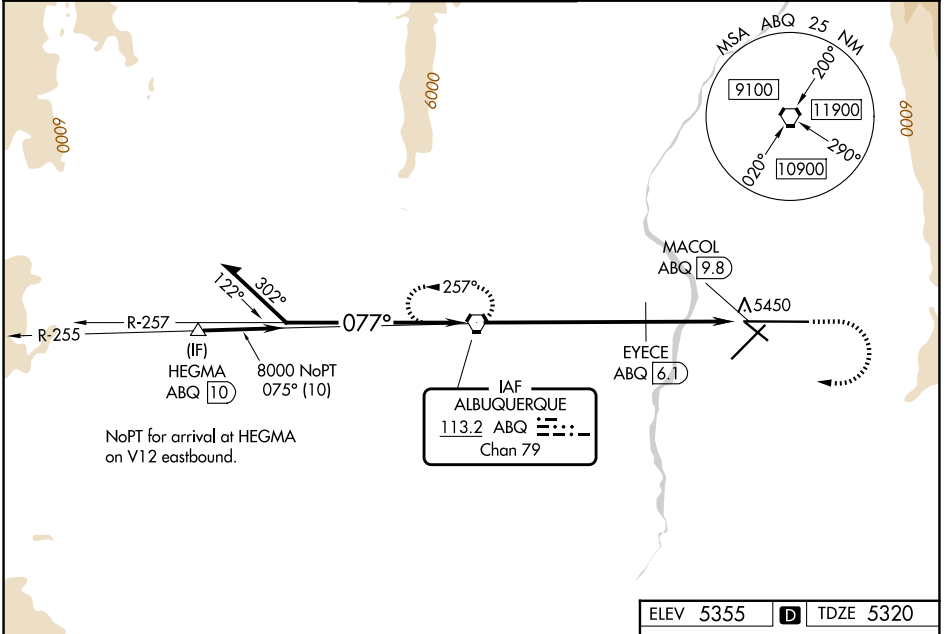 MSA ABQ 25 NM
200°
9100
11900
290°
020°
10900
6000
6000
6000
MACOL
ABQ 9.8
5450
257°
302°
122°
R-257
077°
R-255
(IF)
HEGMA
ABQ 10
8000 NoPT
075° (10)
EYECE
ABQ 6.1
IAF
ALBUQUERQUE
113.2 ABQ
Chan 79
NoPT for arrival at HEGMA
on V12 eastbound.
ELEV 5355 D TDZE 5320